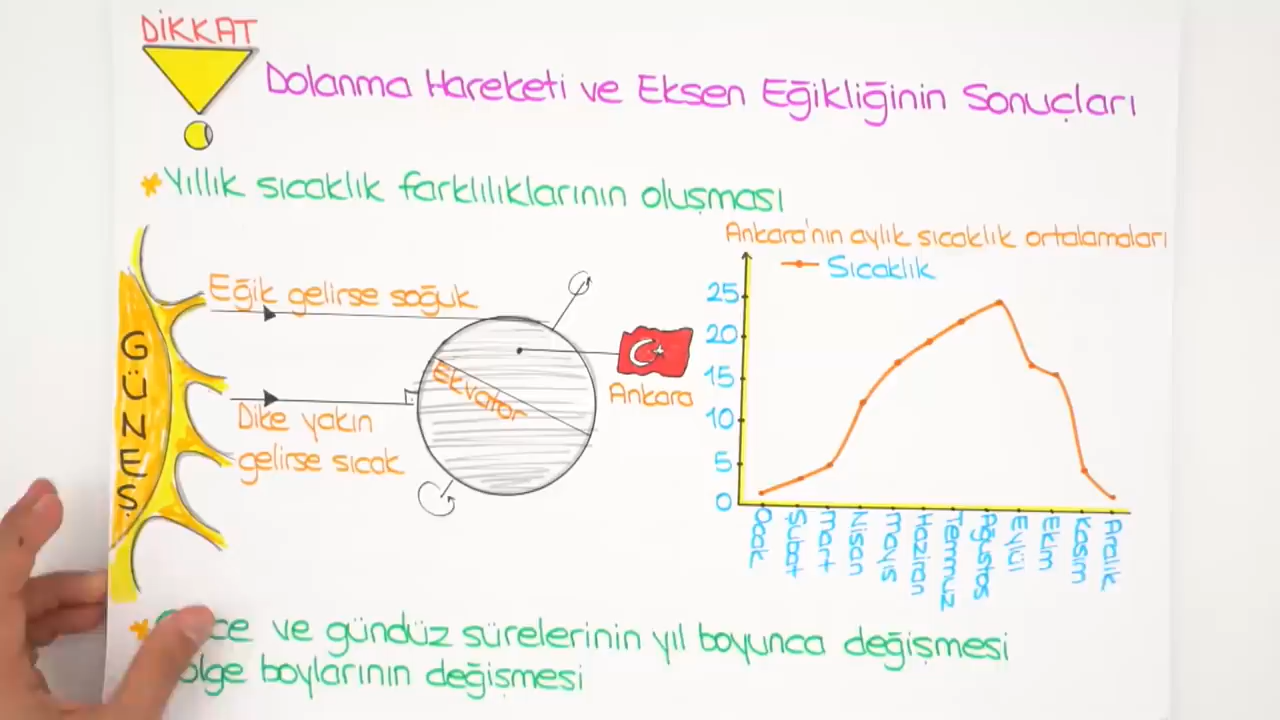 DİKKAT
Dolanma Hareketi ve Eksen Eğikliğinin Sonuçları
* Yıllık sıcaklık farklılıklarının oluşması
GÜNEŞ
Eğik gelirse soğuk
Dike yakın
gelirse sıcak
Ekvator
Ankara
Ankara'nın aylık sıcaklık ortalamaları
Sıcaklık
25
20
15
10
5
0
Ocak
Şubat
Mart
Nisan
Mayıs
Haziran
Temmuz
Ağustos
Eylül
Ekim
Kasım
Aralık
* ve gündüz sürelerinin yıl boyunca değişmesi
boylarının değişmesi